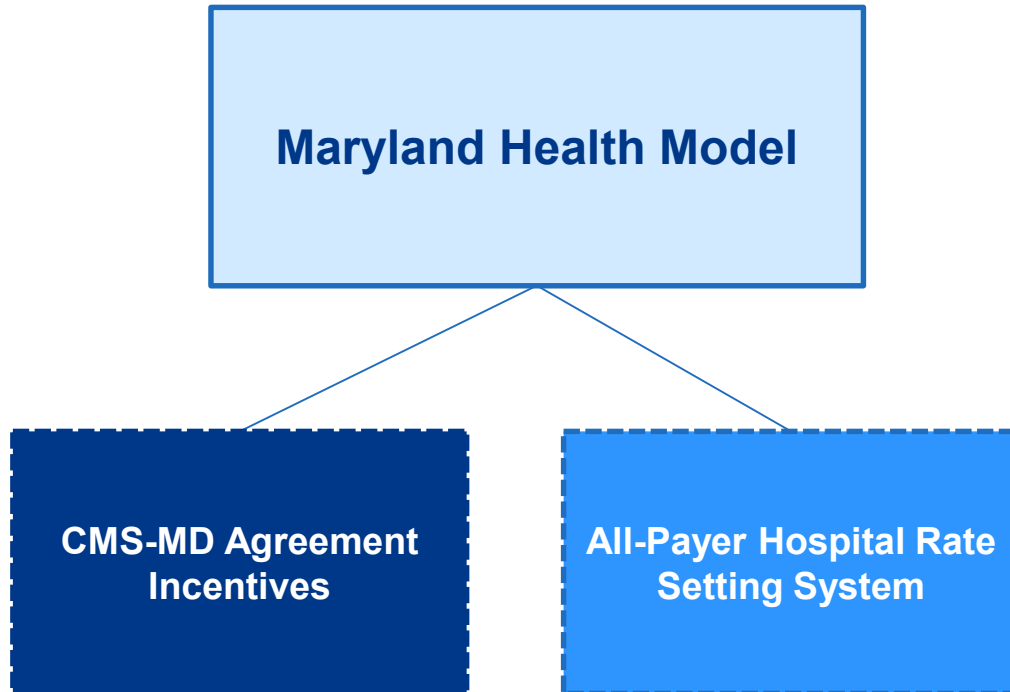 Maryland Health Model
CMS-MD Agreement
Incentives
All-Payer Hospital Rate
Setting System